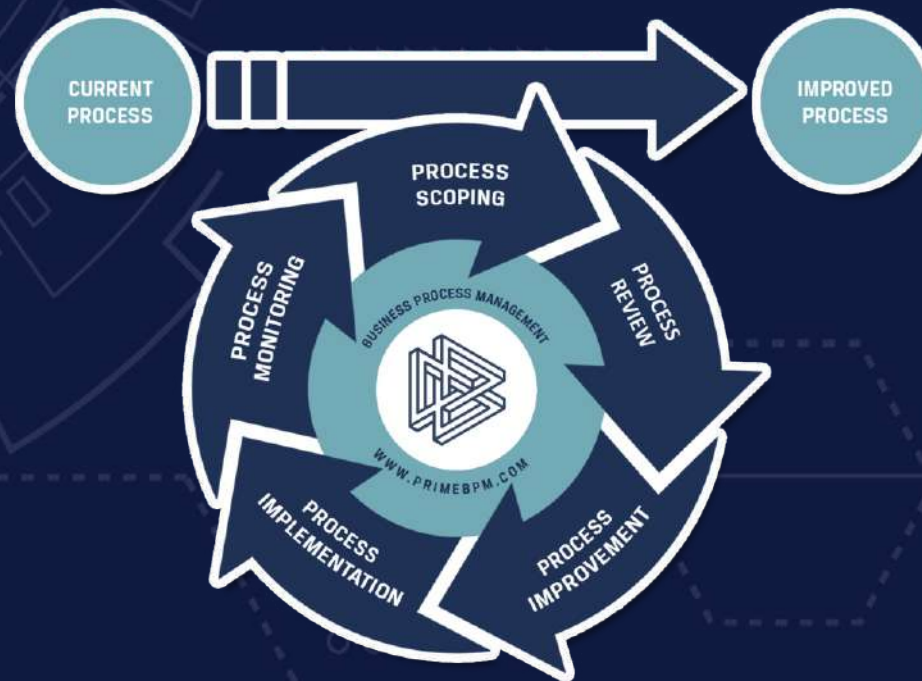 CURRENT
PROCESS
IMPROVED
PROCESS
PROCESS
SCOPING
PROCESS
REVIEW
PROCESS
IMPROVEMENT
PROCESS
IMPLEMENTATION
PROCESS
MONITORING
BUSINESS PROCESS MANAGEMENT
WWW.PRIMEBPM.COM